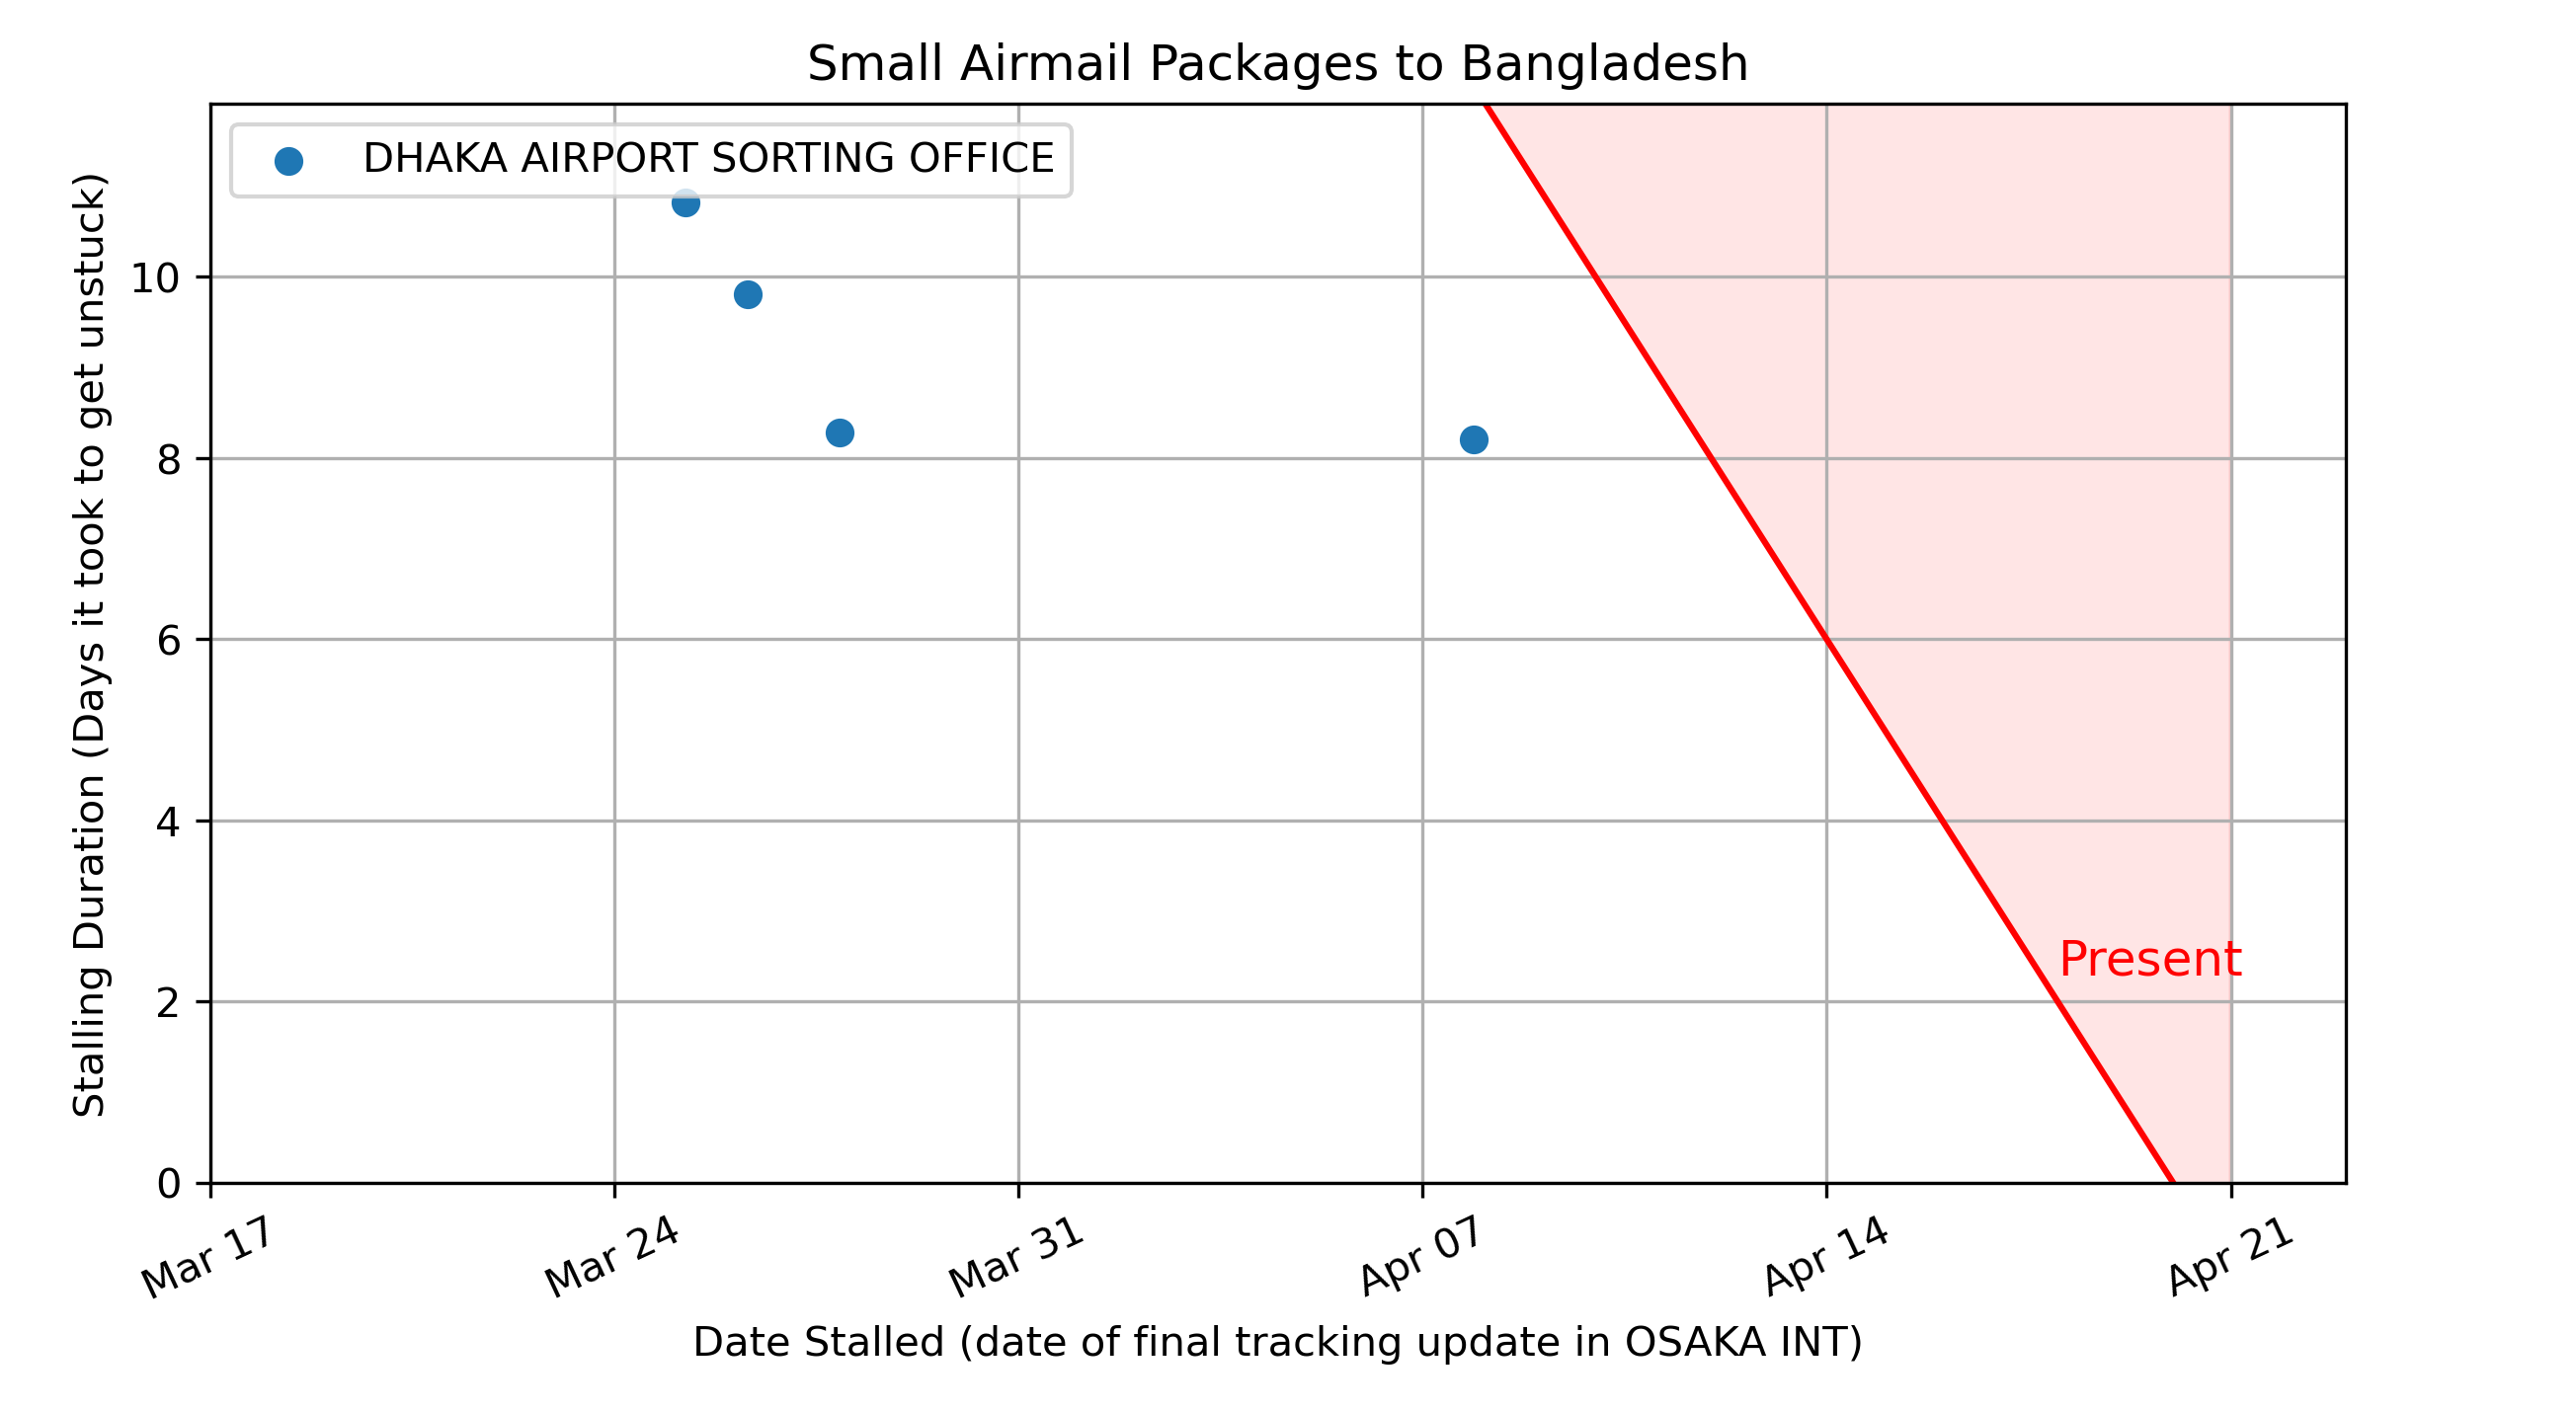 Small Airmail Packages to Bangladesh
DHAKA AIRPORT SORTING OFFICE
Stalling Duration (Days it took to get unstuck)
10
8
6
4
2
0
Present
Mar 17
Mar 24
Mar 31
Apr 07
Apr 14
Apr 21
Date Stalled (date of final tracking update in OSAKA INT)